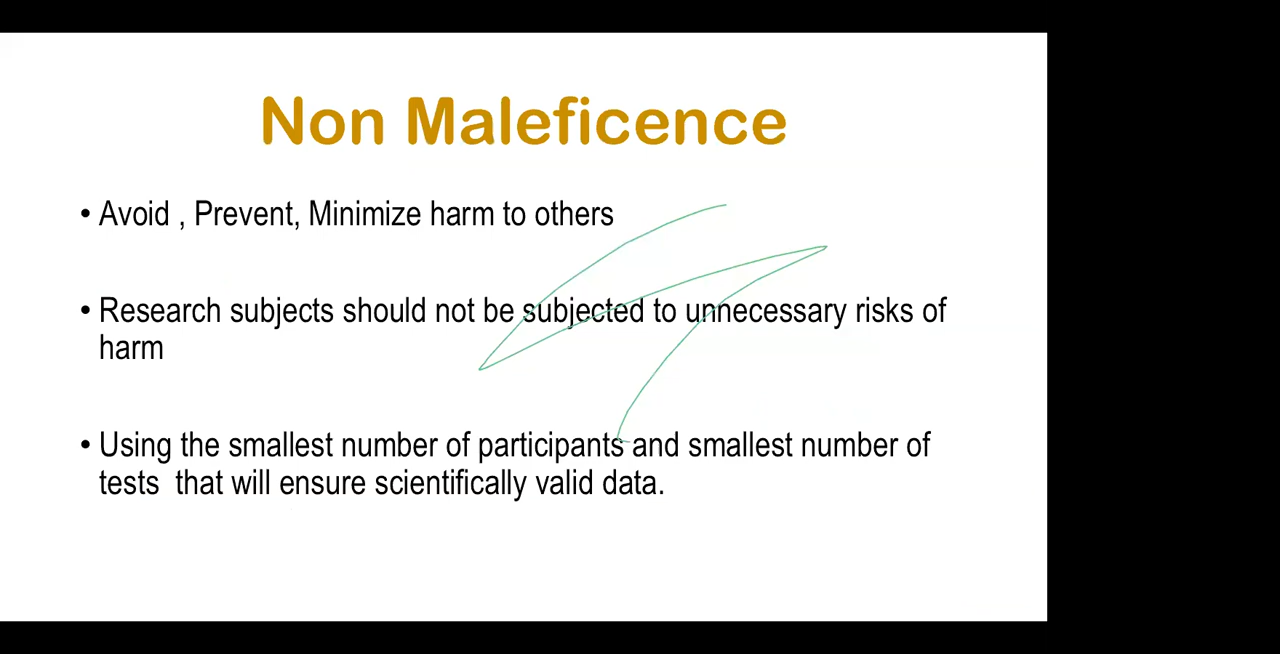 Non Maleficence
• Avoid , Prevent, Minimize harm to others
• Research subjects should not be subjected to unnecessary risks of
harm
• Using the smallest number of participants and smallest number of
tests  that will ensure scientifically valid data.